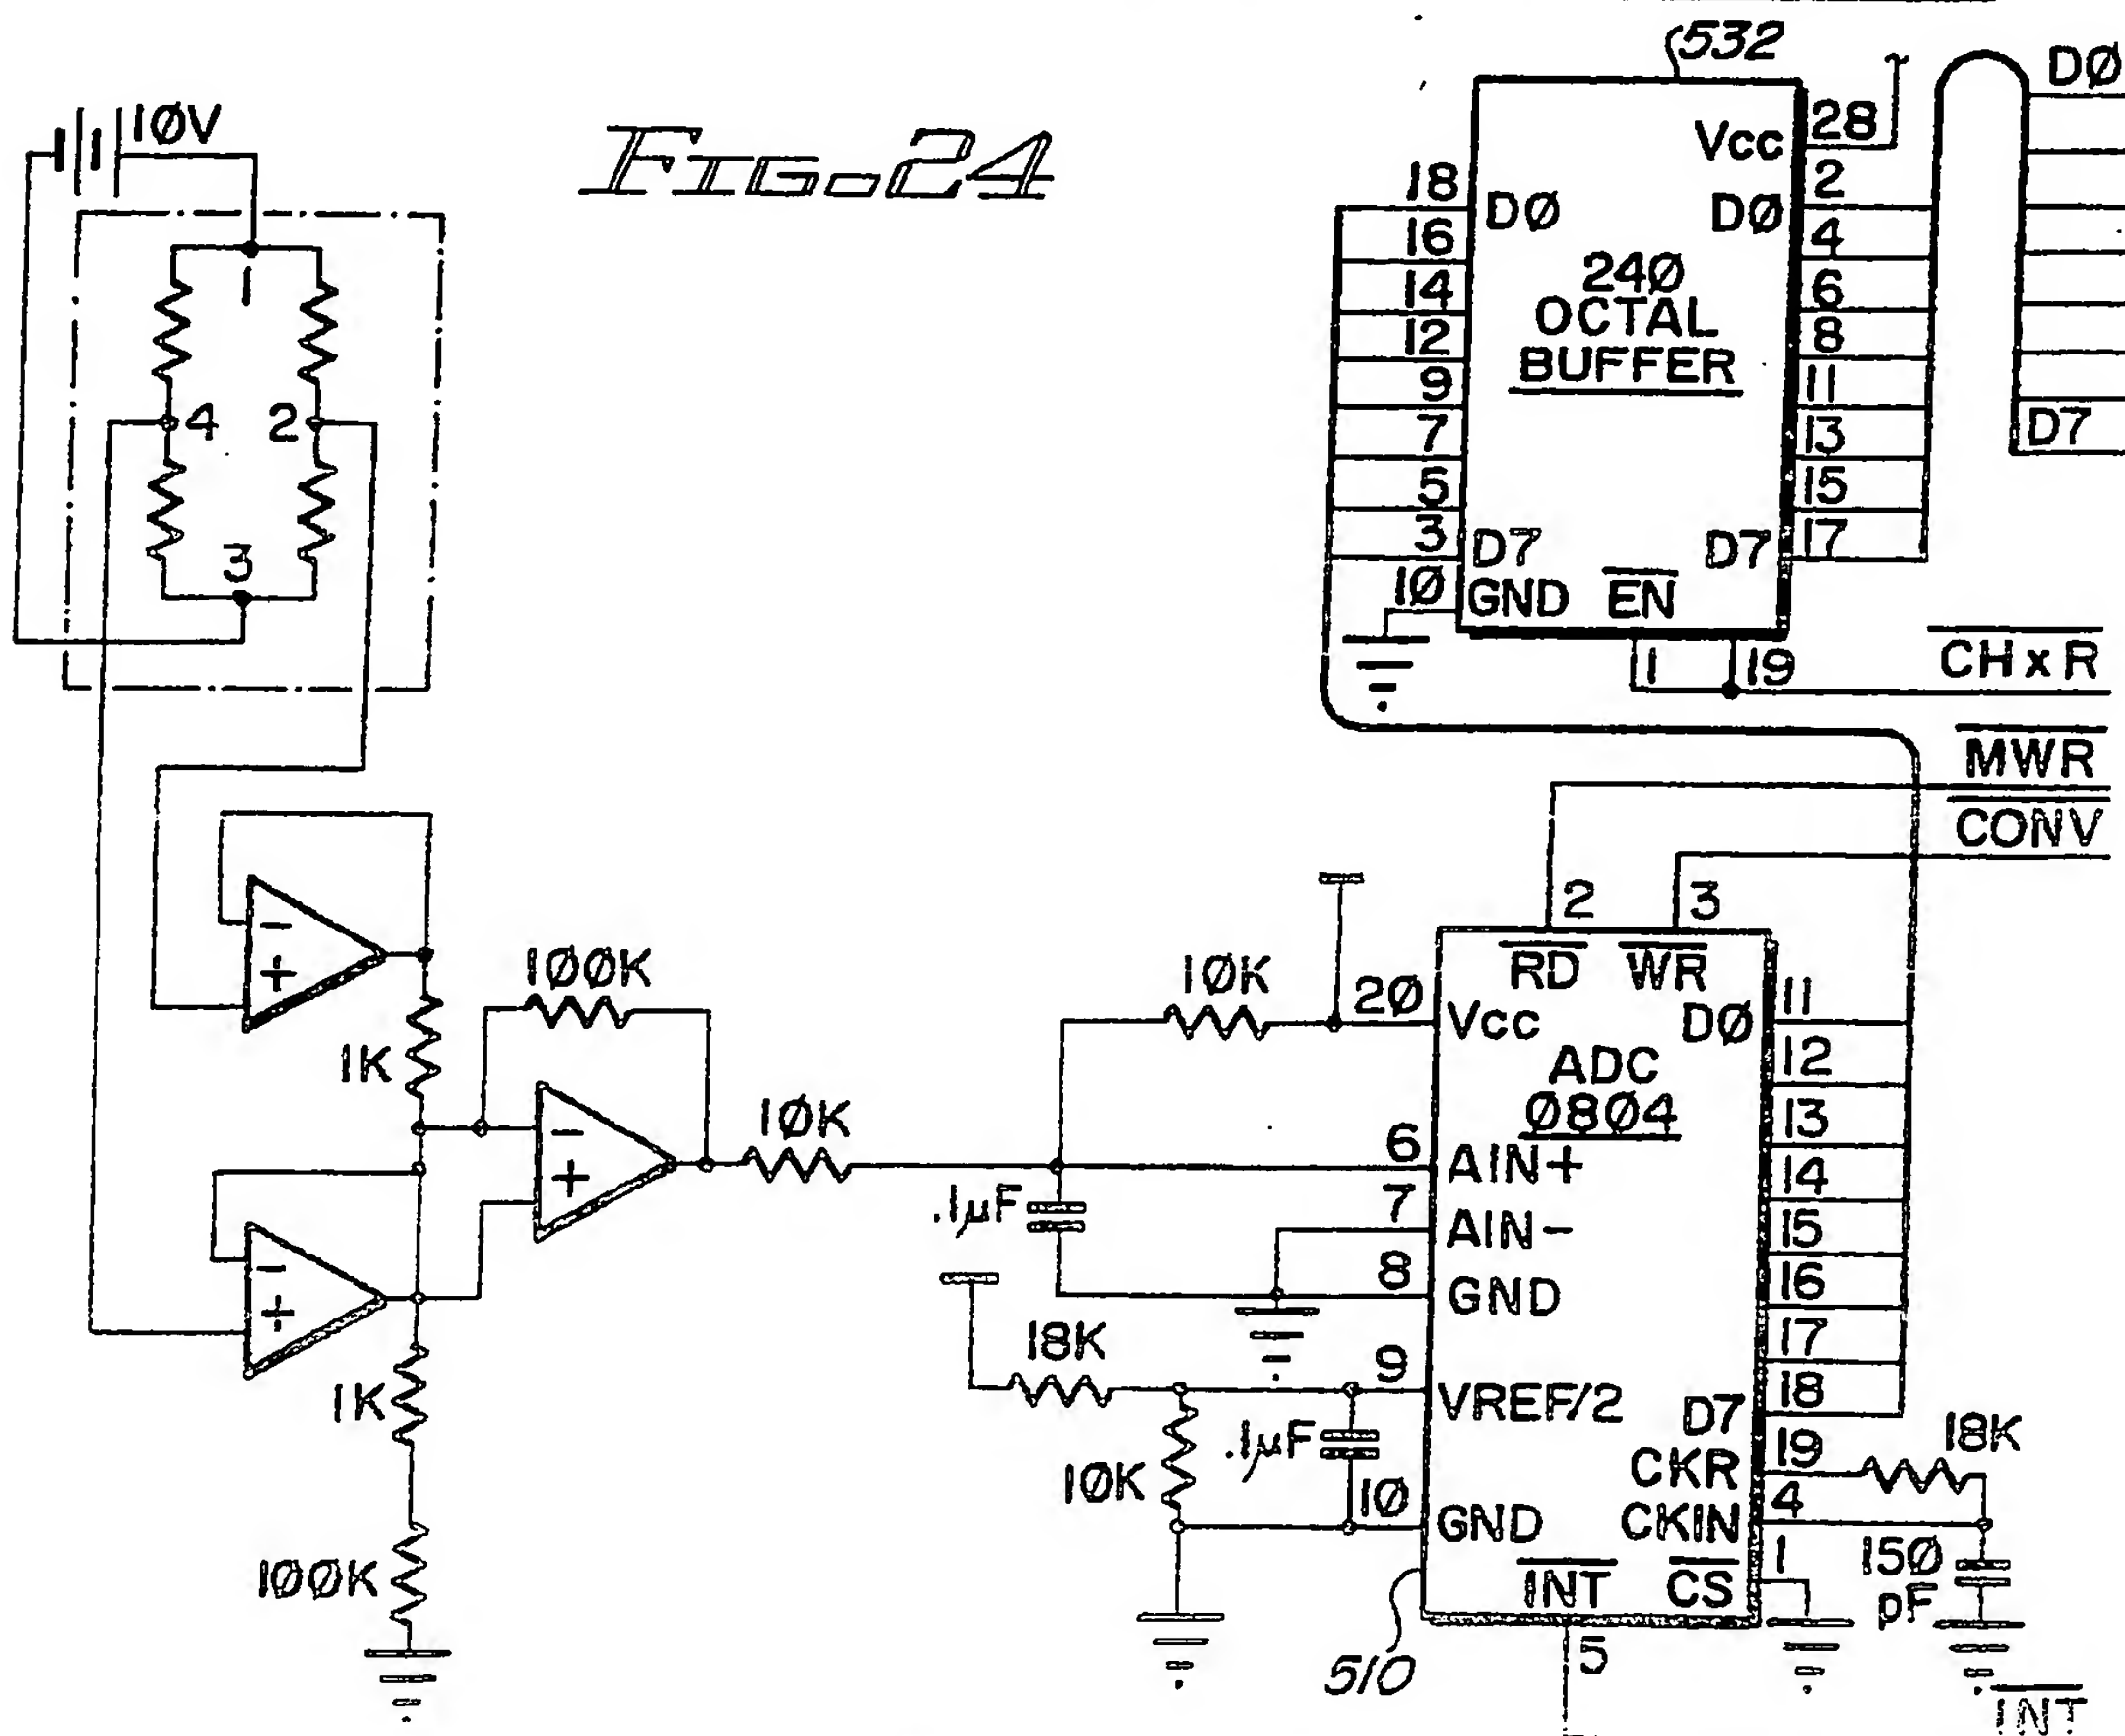 FIG-24
10V
1
4
2
3
532
Vcc
28
18
DØ
DØ
2
16
4
14
6
12
8
9
11
7
13
5
15
3
D7
D7
17
10
GND
EN
1
19
24Ø
OCTAL
BUFFER
DØ
D7
CHxR
MWR
CONV
-
+
1K
100K
-
+
-
+
1K
100K
10K
.1µF
10K
18K
10K
.1µF
2
3
RD
WR
20
Vcc
DØ
11
ADC
Ø8Ø4
12
13
6
AIN+
14
7
AIN-
15
8
GND
16
17
9
VREF/2
D7
18
CKR
19
18K
10
GND
CKIN
4
INT
CS
1
150
pF
510
5
INT